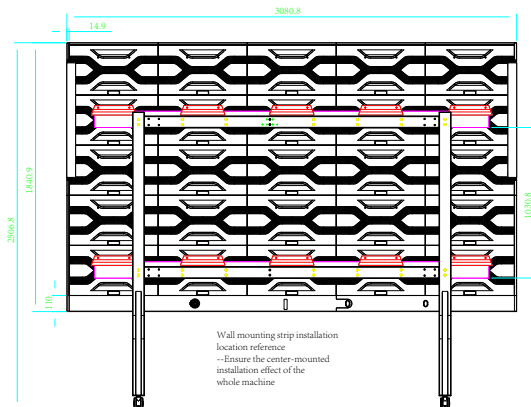 3080.8
14.9
2506.8
1840.9
1030.8
110
Wall mounting strip installation
location reference
--Ensure the center-mounted
installation effect of the
whole machine